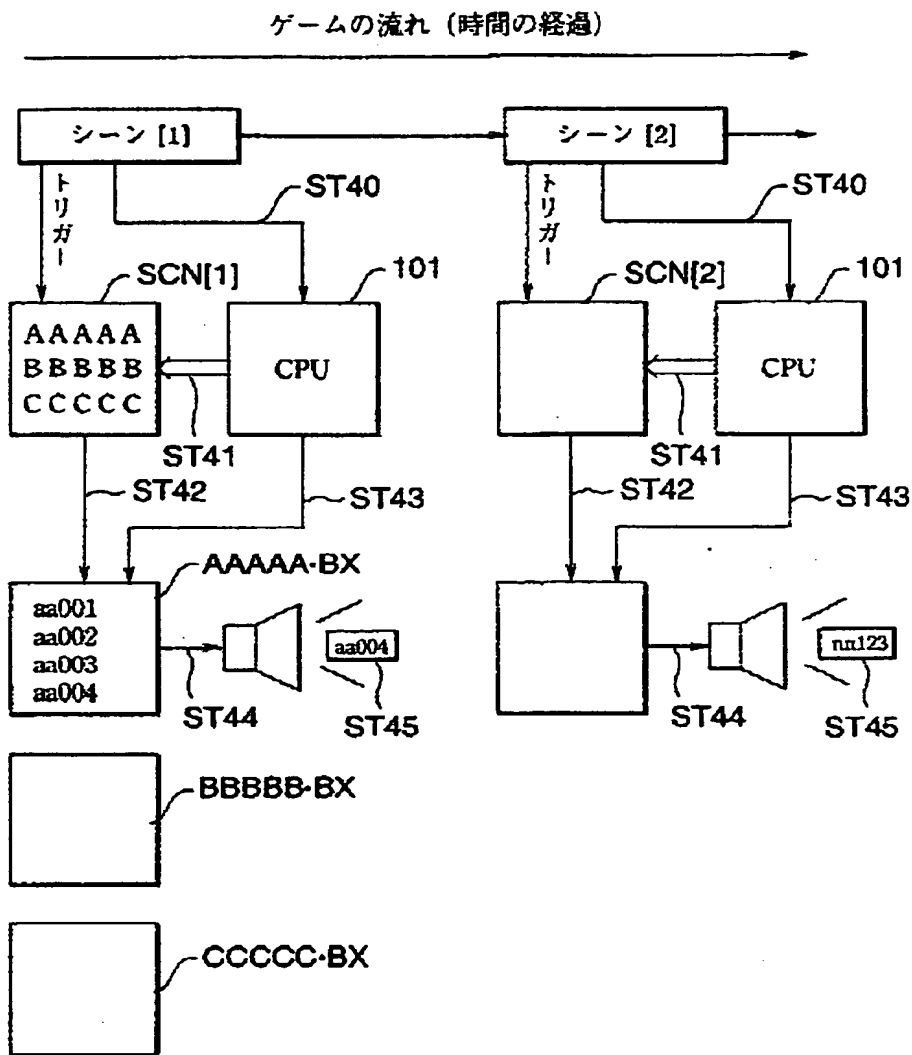 ゲームの流れ（時間の経過）
シーン [1]
シーン [2]
トリガー
ST40
トリガー
ST40
SCN[1]
101
SCN[2]
101
AAAAA
BBBBB
CCCCC
CPU
CPU
ST41
ST41
ST42
ST43
ST42
ST43
AAAAA·BX
aa001
aa002
aa003
aa004
aa004
nn123
ST44
ST45
ST44
ST45
BBBBB·BX
CCCCC·BX